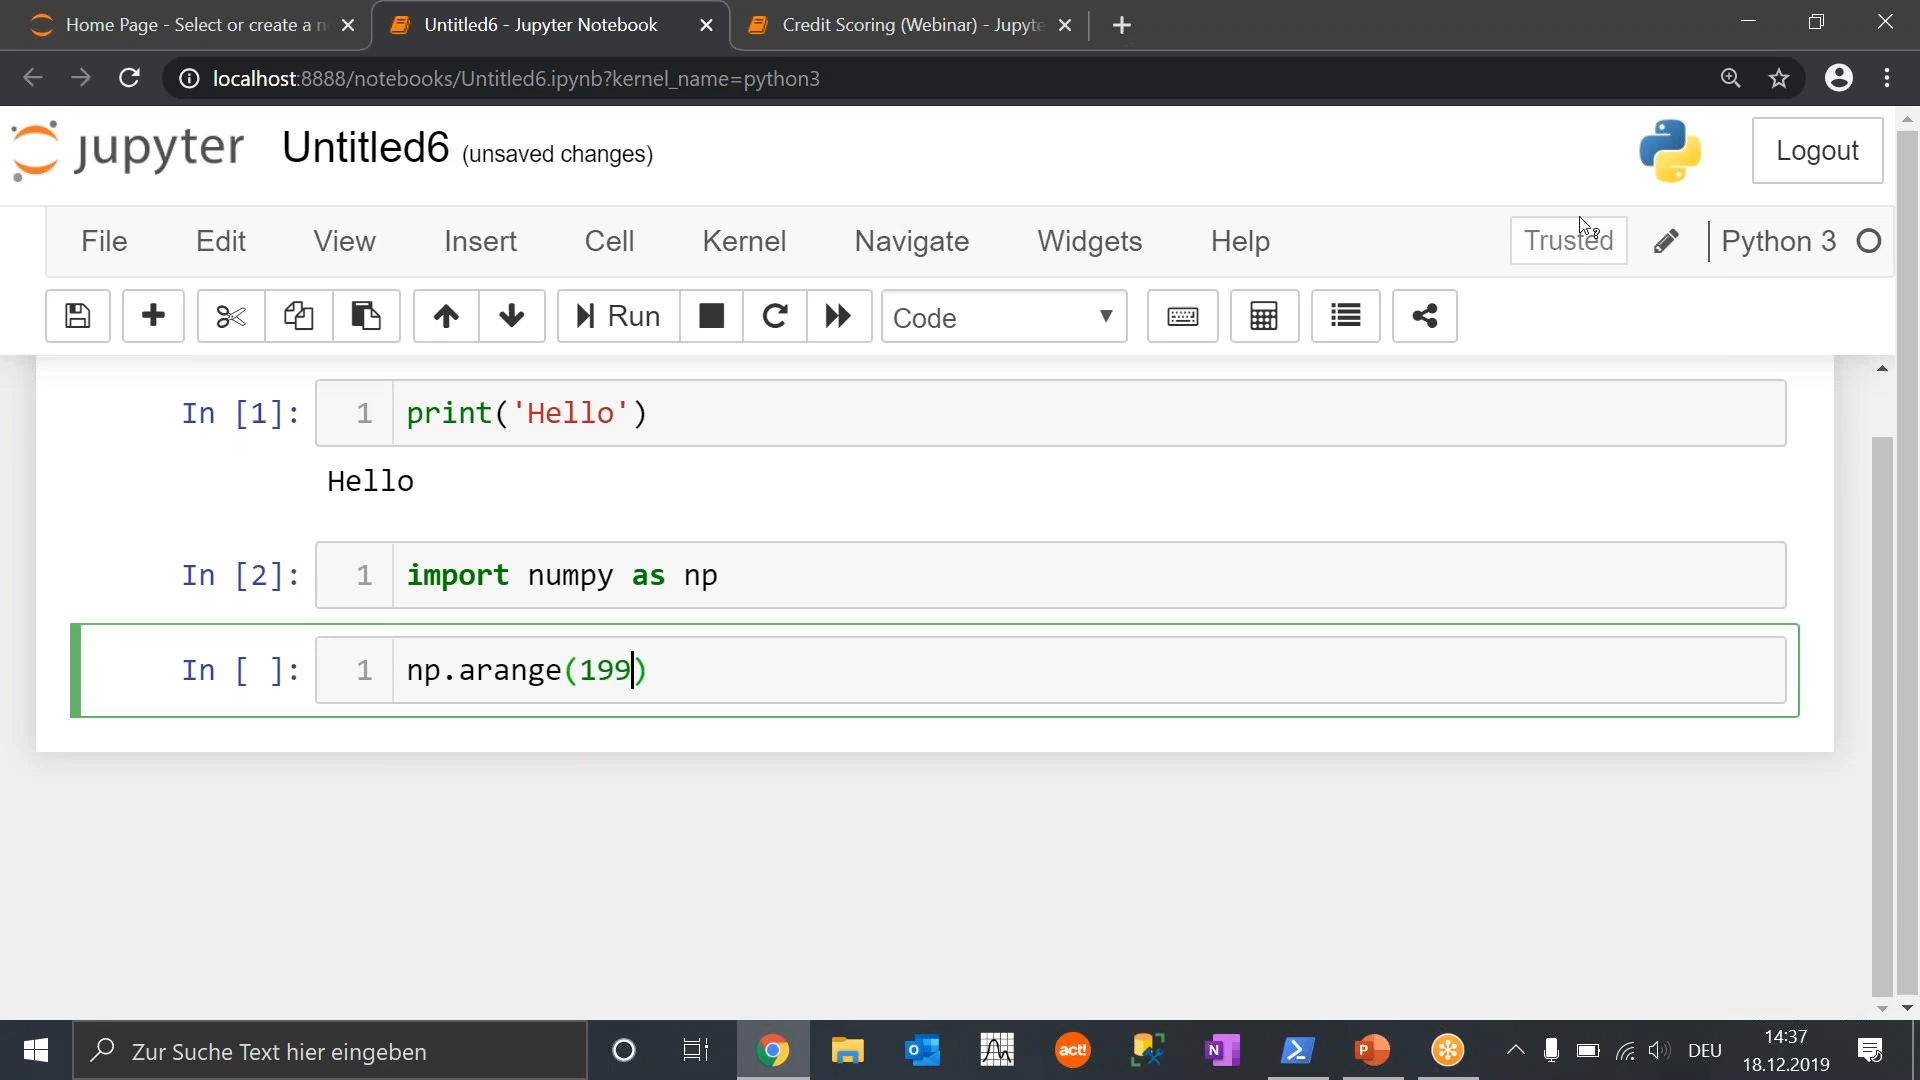 Home Page - Select or create a n
Untitled6 - Jupyter Notebook
Credit Scoring (Webinar) - Jupyte
localhost:8888/notebooks/Untitled6.ipynb?kernel_name=python3
jupyter Untitled6 (unsaved changes)
Logout
File Edit View Insert Cell Kernel Navigate Widgets Help Trusted Python 3
Run Code
In [1]: 1 print('Hello')
Hello
In [2]: 1 import numpy as np
In [ ]: 1 np.arange(199)
Zur Suche Text hier eingeben
act!
DEU
14:37
18.12.2019